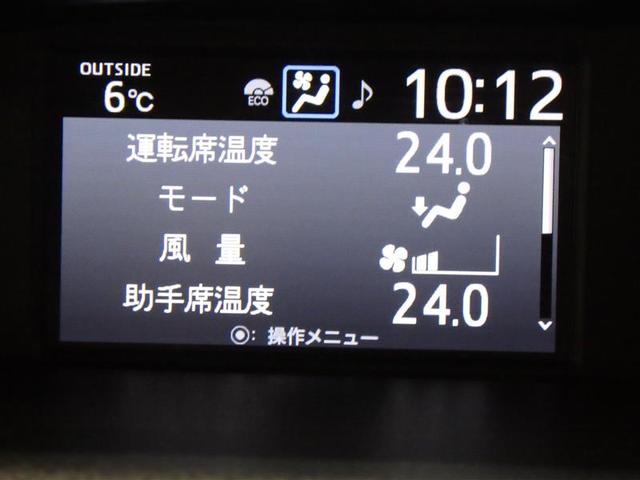 OUTSIDE
6℃
ECO
10:12
運転席温度 24.0
モード
風量
助手席温度 24.0
◉: 操作メニュー